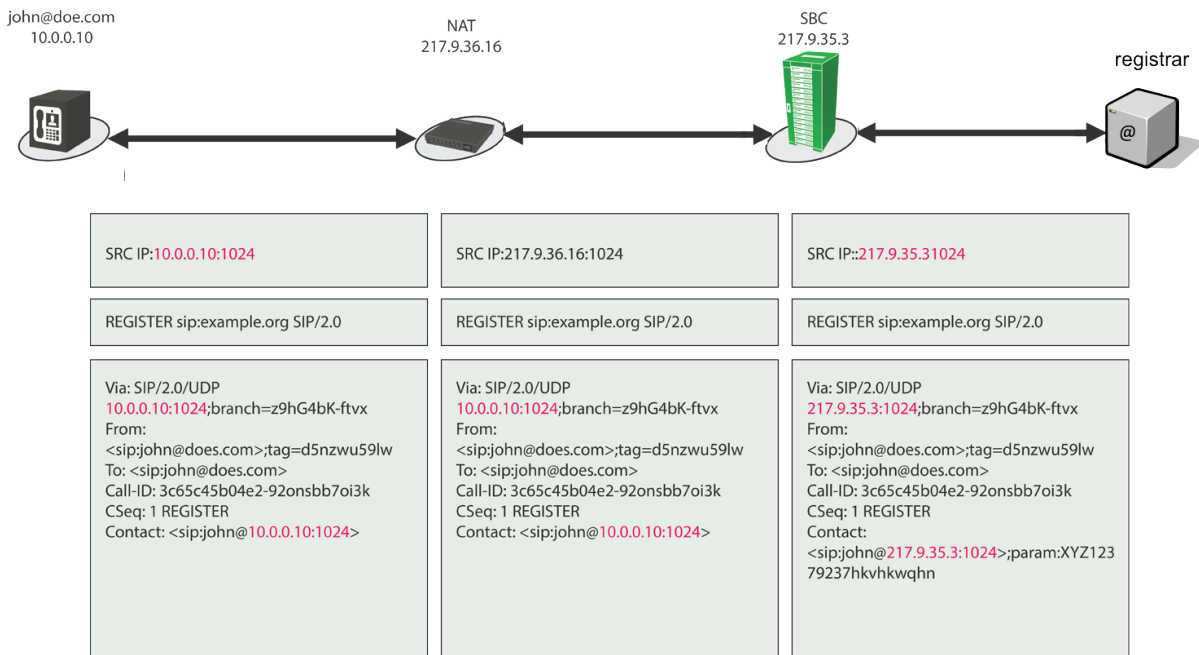 john@doe.com
10.0.0.10
NAT
217.9.36.16
SBC
217.9.35.3
registrar
@
SRC IP:10.0.0.10:1024
REGISTER sip:example.org SIP/2.0
Via: SIP/2.0/UDP
10.0.0.10:1024;branch=z9hG4bK-ftvx
From:
<sip:john@does.com>;tag=d5nzwu59lw
To: <sip:john@does.com>
Call-ID: 3c65c45b04e2-92onsbb7oi3k
CSeq: 1 REGISTER
Contact: <sip:john@10.0.0.10:1024>
SRC IP:217.9.36.16:1024
REGISTER sip:example.org SIP/2.0
Via: SIP/2.0/UDP
10.0.0.10:1024;branch=z9hG4bK-ftvx
From:
<sip:john@does.com>;tag=d5nzwu59lw
To: <sip:john@does.com>
Call-ID: 3c65c45b04e2-92onsbb7oi3k
CSeq: 1 REGISTER
Contact: <sip:john@10.0.0.10:1024>
SRC IP::217.9.35.31024
REGISTER sip:example.org SIP/2.0
Via: SIP/2.0/UDP
217.9.35.3:1024;branch=z9hG4bK-ftvx
From:
<sip:john@does.com>;tag=d5nzwu59lw
To: <sip:john@does.com>
Call-ID: 3c65c45b04e2-92onsbb7oi3k
CSeq: 1 REGISTER
Contact:
<sip:john@217.9.35.3:1024>;param:XYZ123
79237hkvhkwqhn